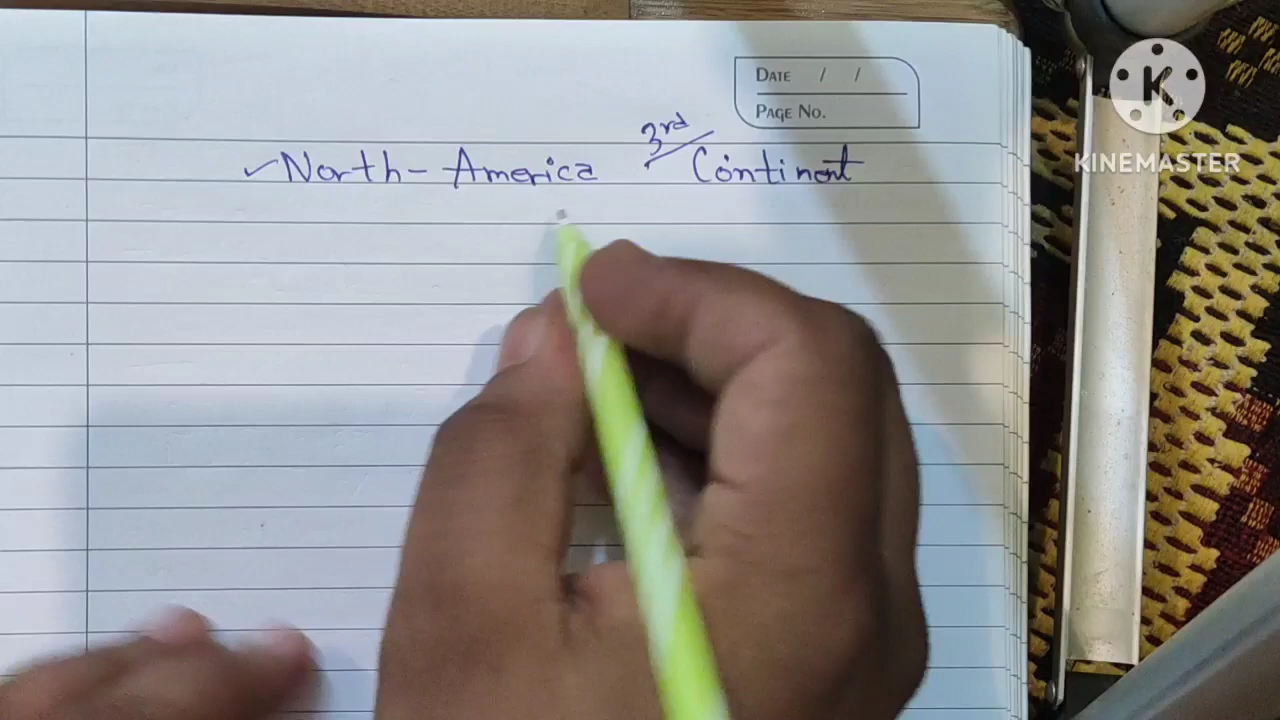 DATE / /
PAGE NO.
✓North-America 3rd Continent
KINEMASTER